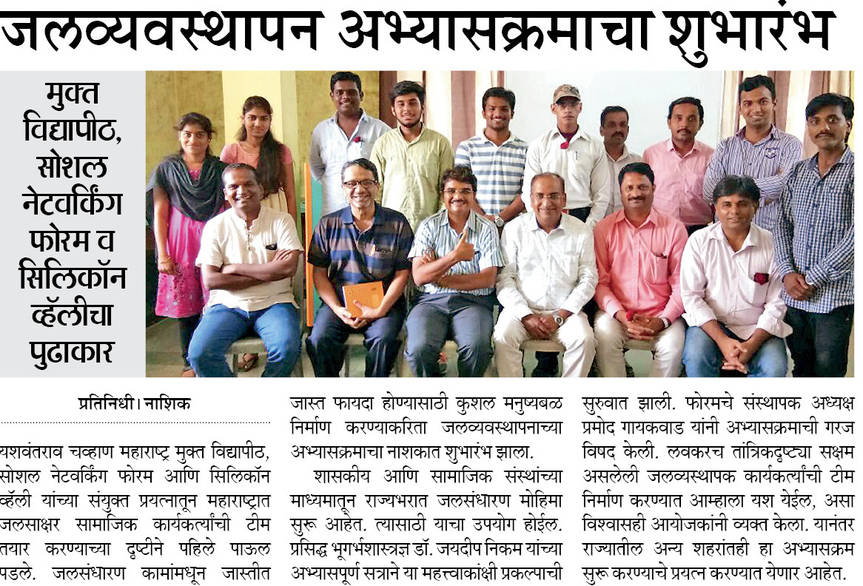 जलव्यवस्थापन अभ्यासक्रमाचा शुभारंभ
मुक्त
विद्यापीठ,
सोशल
नेटवर्किंग
फोरम व
सिलिकॉन
व्हॅलीचा
पुढाकार
प्रतिनिधी। नाशिक
यशवंतराव चव्हाण महाराष्ट्र मुक्त विद्यापीठ,
सोशल नेटवर्किंग फोरम आणि सिलिकॉन
व्हॅली यांच्या संयुक्त प्रयत्नातून महाराष्ट्रात
जलसाक्षर सामाजिक कार्यकर्त्यांची टीम
तयार करण्याच्या दृष्टीने पहिले पाऊल
पडले. जलसंधारण कामांमधून जास्तीत
जास्त फायदा होण्यासाठी कुशल मनुष्यबळ
निर्माण करण्याकरिता जलव्यवस्थापनाच्या
अभ्यासक्रमाचा नाशकात शुभारंभ झाला.
शासकीय आणि सामाजिक संस्थांच्या
माध्यमातून राज्यभरात जलसंधारण मोहिमा
सुरू आहेत. त्यासाठी याचा उपयोग होईल.
प्रसिद्ध भूगर्भशास्त्रज्ञ डॉ. जयदीप निकम यांच्या
अभ्यासपूर्ण सत्राने या महत्त्वाकांक्षी प्रकल्पाची
सुरुवात झाली. फोरमचे संस्थापक अध्यक्ष
प्रमोद गायकवाड यांनी अभ्यासक्रमाची गरज
विषद केली. लवकरच तांत्रिकदृष्ट्या सक्षम
असलेली जलव्यवस्थापक कार्यकर्त्यांची टीम
निर्माण करण्यात आम्हाला यश येईल, असा
विश्वासही आयोजकांनी व्यक्त केला. यानंतर
राज्यातील अन्य शहरांतही हा अभ्यासक्रम
सुरू करण्याचे प्रयत्न करण्यात येणार आहेत.